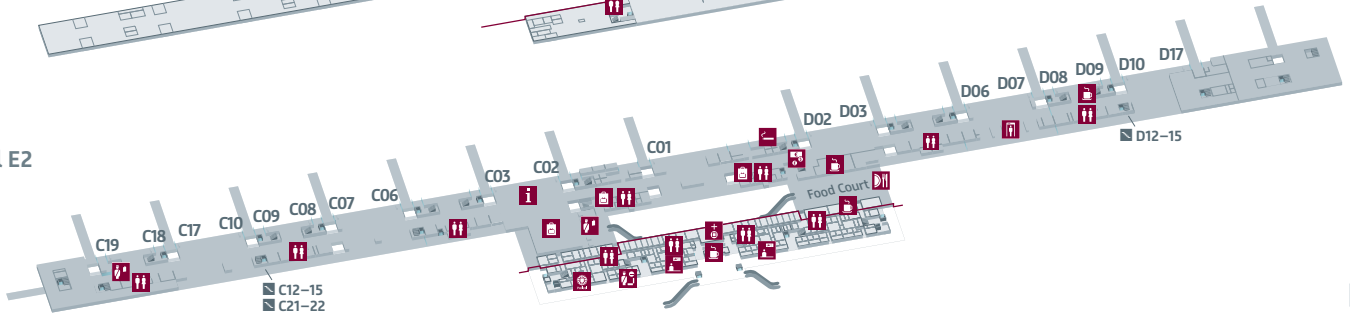 E2
D17
D10
D09
D08
D07
D06
D03
D02
D12–15
C01
C02
C03
C06
C07
C08
C09
C10
C17
C18
C19
Food Court
i
C12–15
C21–22